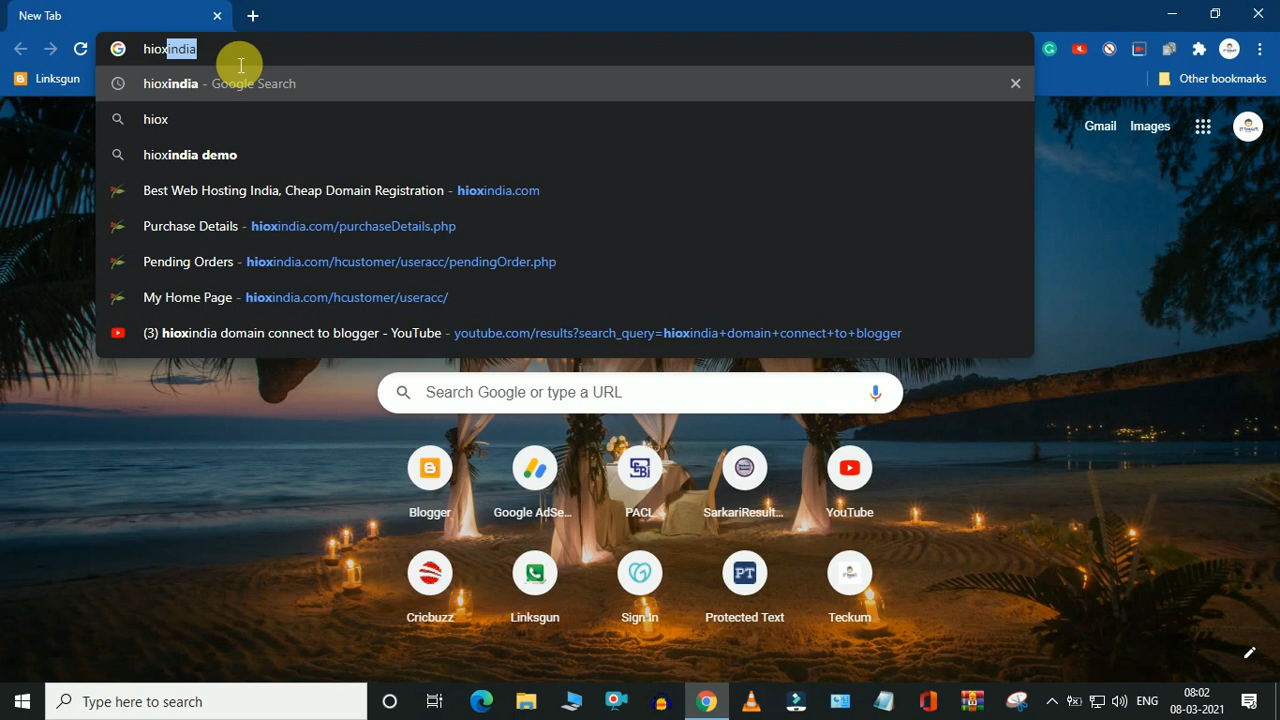 New Tab
hioxindia
Linksgun
Other bookmarks
hioxindia - Google Search
hiox
hioxindia demo
Best Web Hosting India, Cheap Domain Registration - hioxindia.com
Purchase Details - hioxindia.com/purchaseDetails.php
Pending Orders - hioxindia.com/hcustomer/useracc/pendingOrder.php
My Home Page - hioxindia.com/hcustomer/useracc/
(3) hioxindia domain connect to blogger - YouTube - youtube.com/results?search_query=hioxindia+domain+connect+to+blogger
Gmail Images
Search Google or type a URL
Blogger Google AdSe... PACL SarkariResult... YouTube
Cricbuzz Linksgun Sign In Protected Text Teckum
Type here to search
ENG
08:02
08-03-2021